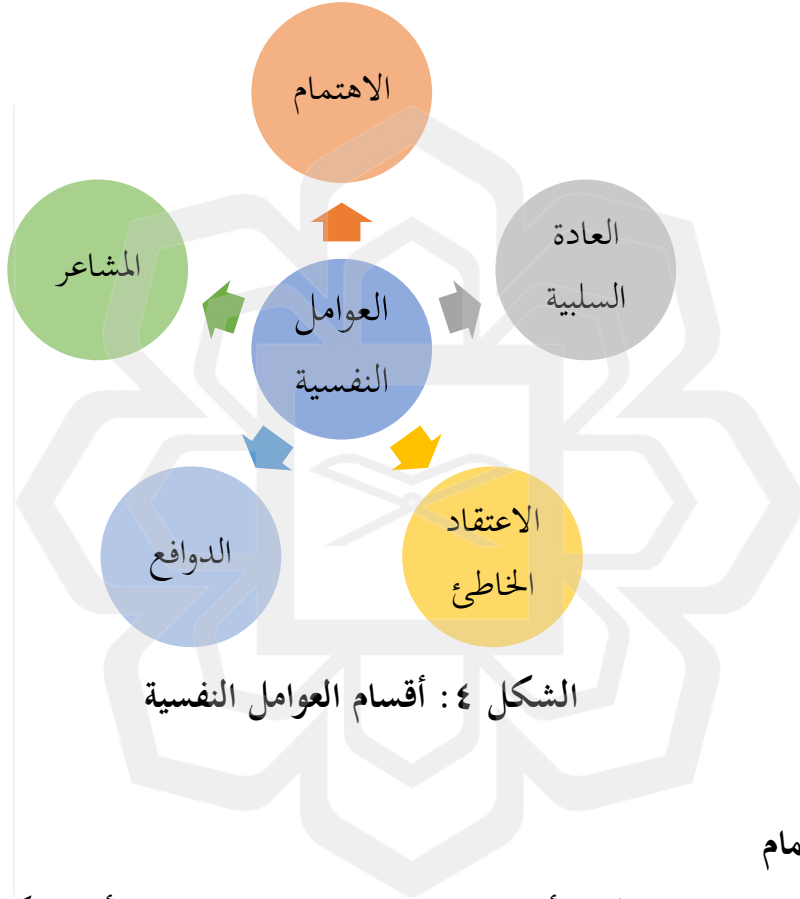 الاهتمام
العادة
السلبية
المشاعر
العوامل
النفسية
الاعتقاد
الخاطئ
الدوافع
الشكل ٤: أقسام العوامل النفسية